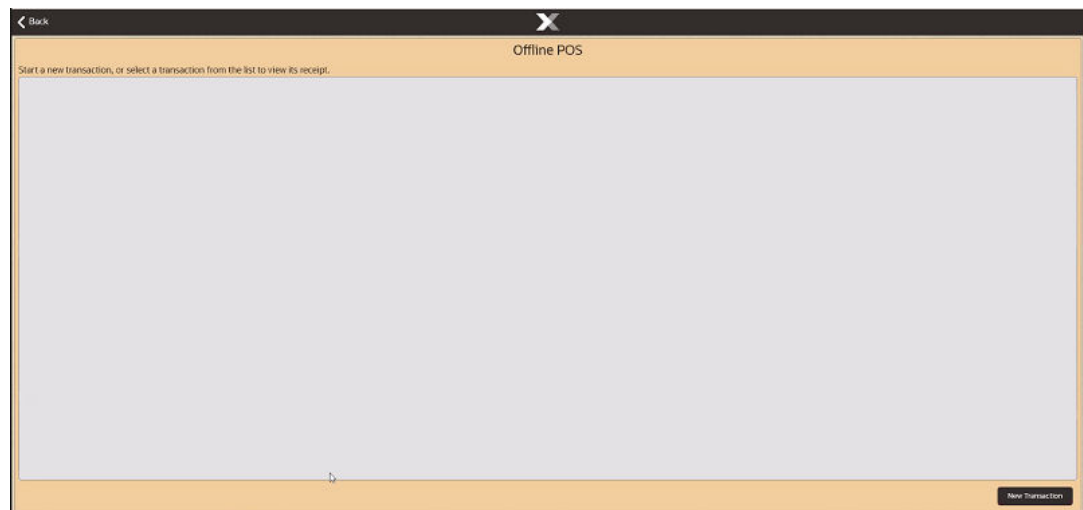 Back
Offline POS
Start a new transaction, or select a transaction from the list to view its receipt.
New Transaction